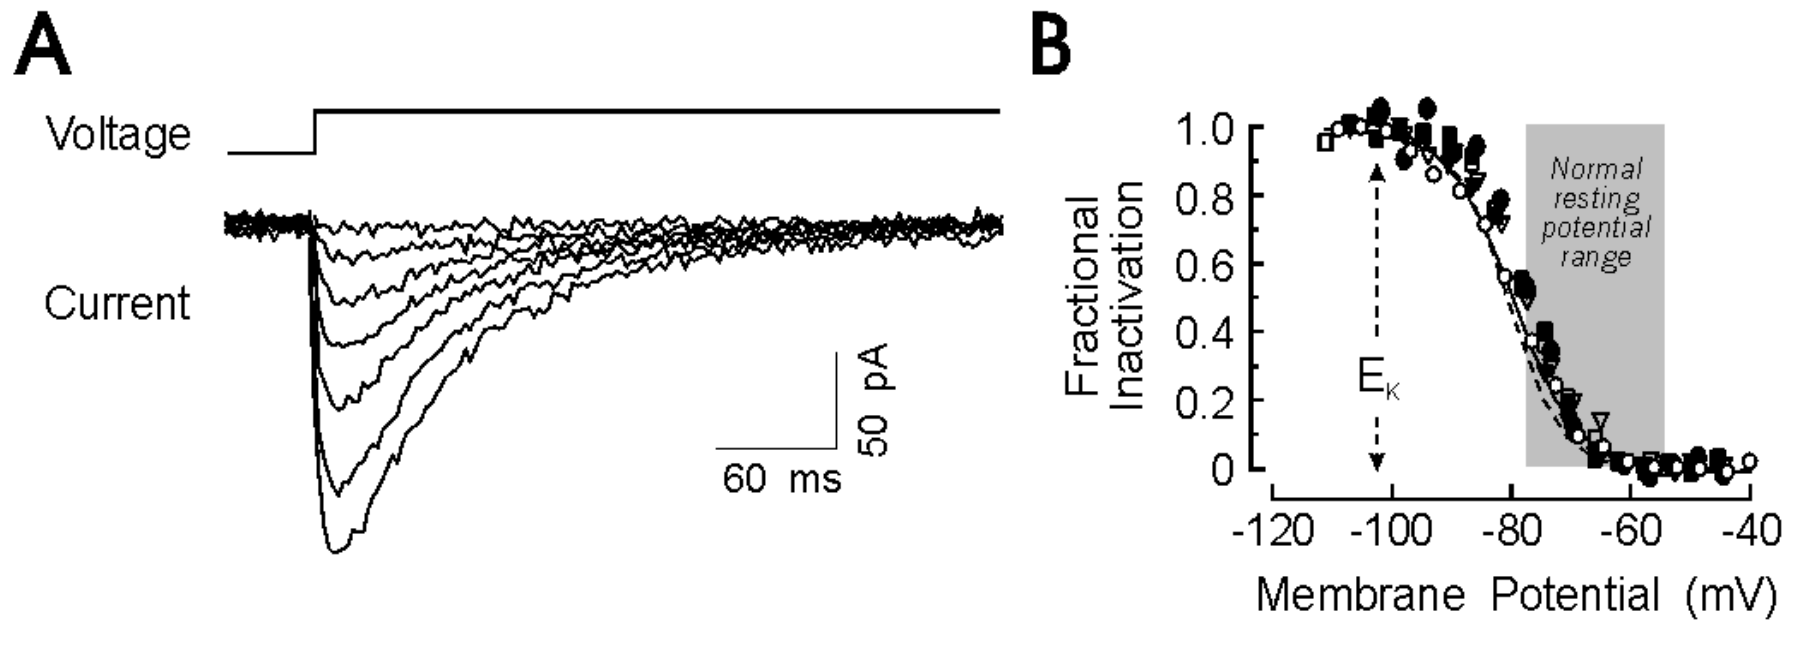 A
Voltage
Current
50 pA
60 ms
B
Fractional
Inactivation
1.0
0.8
0.6
0.4
0.2
0
Normal
resting
potential
range
EK
-120 -100 -80 -60 -40
Membrane Potential (mV)